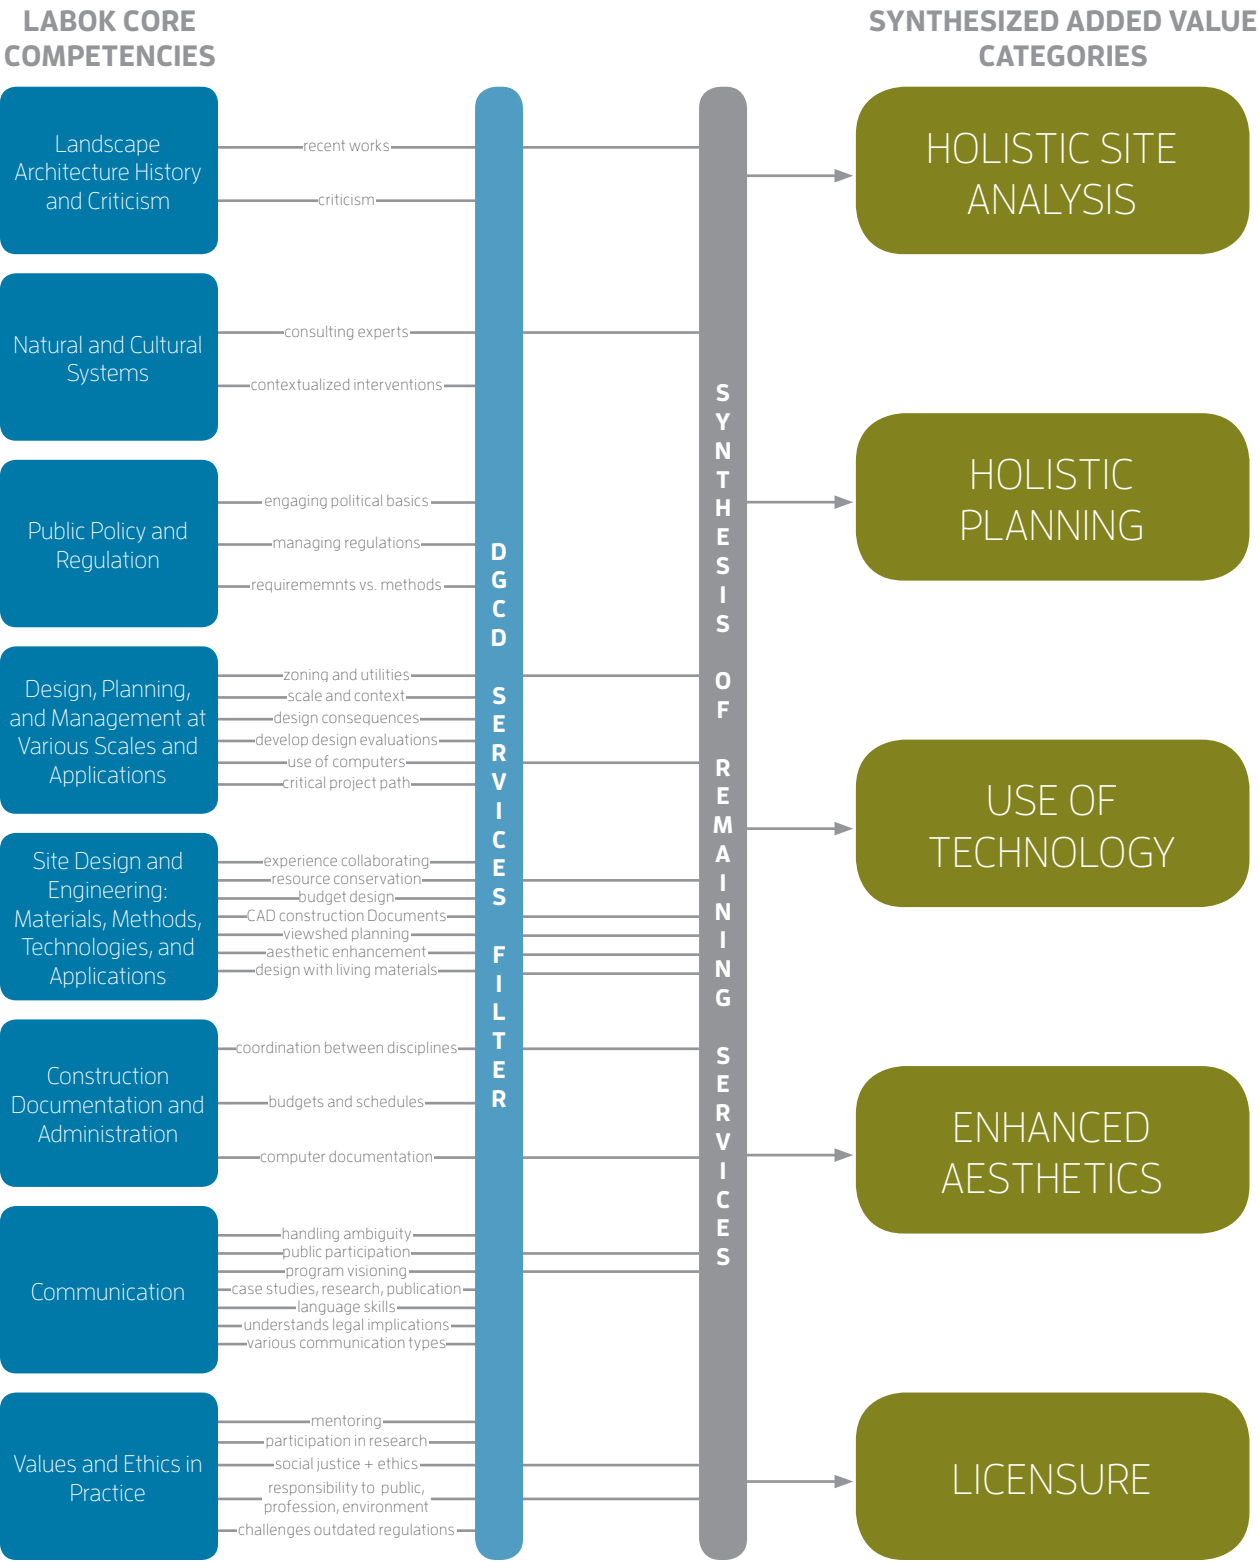 LABOK CORE
COMPETENCIES
SYNTHESIZED ADDED VALUE
CATEGORIES
Landscape
Architecture History
and Criticism
recent works
criticism
Natural and Cultural
Systems
consulting experts
contextualized interventions
Public Policy and
Regulation
engaging political basics
managing regulations
requirememnts vs. methods
Design, Planning,
and Management at
Various Scales and
Applications
zoning and utilities
scale and context
design consequences
develop design evaluations
use of computers
critical project path
Site Design and
Engineering:
Materials, Methods,
Technologies, and
Applications
experience collaborating
resource conservation
budget design
CAD construction Documents
viewshed planning
aesthetic enhancement
design with living materials
Construction
Documentation and
Administration
coordination between disciplines
budgets and schedules
computer documentation
Communication
handling ambiguity
public participation
program visioning
case studies, research, publication
language skills
understands legal implications
various communication types
Values and Ethics in
Practice
mentoring
participation in research
social justice + ethics
responsibility to public,
profession, environment
challenges outdated regulations
DGCD SERVICES FILTER
SYNTHESIS OF REMAINING SERVICES
HOLISTIC SITE
ANALYSIS
HOLISTIC
PLANNING
USE OF
TECHNOLOGY
ENHANCED
AESTHETICS
LICENSURE